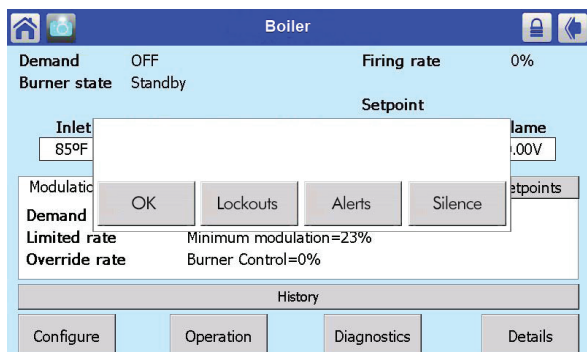 Boiler
Demand OFF Firing rate 0%
Burner state Standby
Setpoint
Inlet lame
85ºF .00V
Modulatio etpoints
OK Lockouts Alerts Silence
Demand
Limited rate Minimum modulation=23%
Override rate Burner Control=0%
History
Configure Operation Diagnostics Details